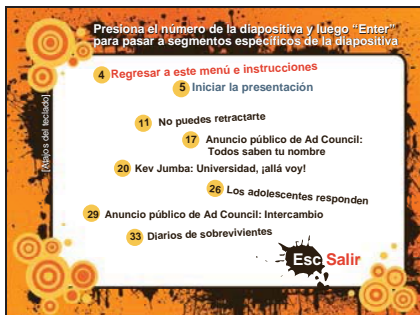 Presiona el número de la diapositiva y luego “Enter”
para pasar a segmentos específicos de la diapositiva
[Atajos del teclado]
4 Regresar a este menú e instrucciones
5 Iniciar la presentación
11 No puedes retractarte
17 Anuncio público de Ad Council:
Todos saben tu nombre
20 Kev Jumba: Universidad, ¡allá voy!
26 Los adolescentes responden
29 Anuncio público de Ad Council: Intercambio
33 Diarios de sobrevivientes
Esc Salir